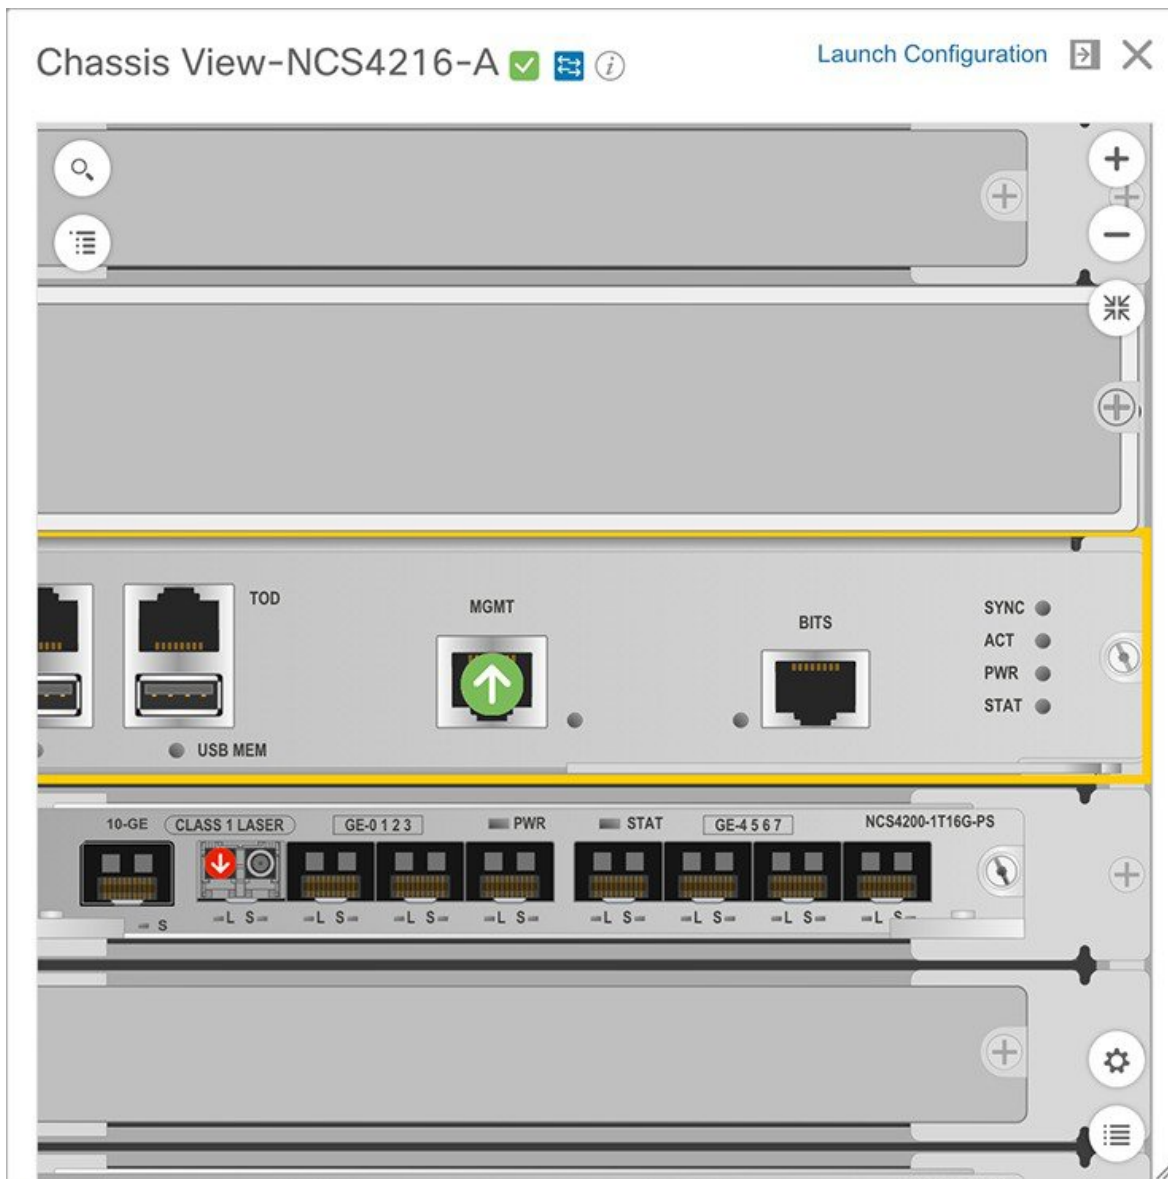 Chassis View-NCS4216-A
Launch Configuration
TOD
MGMT
BITS
SYNC
ACT
PWR
STAT
USB MEM
10-GE
CLASS 1 LASER
GE-0 1 2 3
PWR
STAT
GE-4 5 6 7
NCS4200-1T16G-PS
S
L S
L S
L S
L S
L S
L S
L S
L S